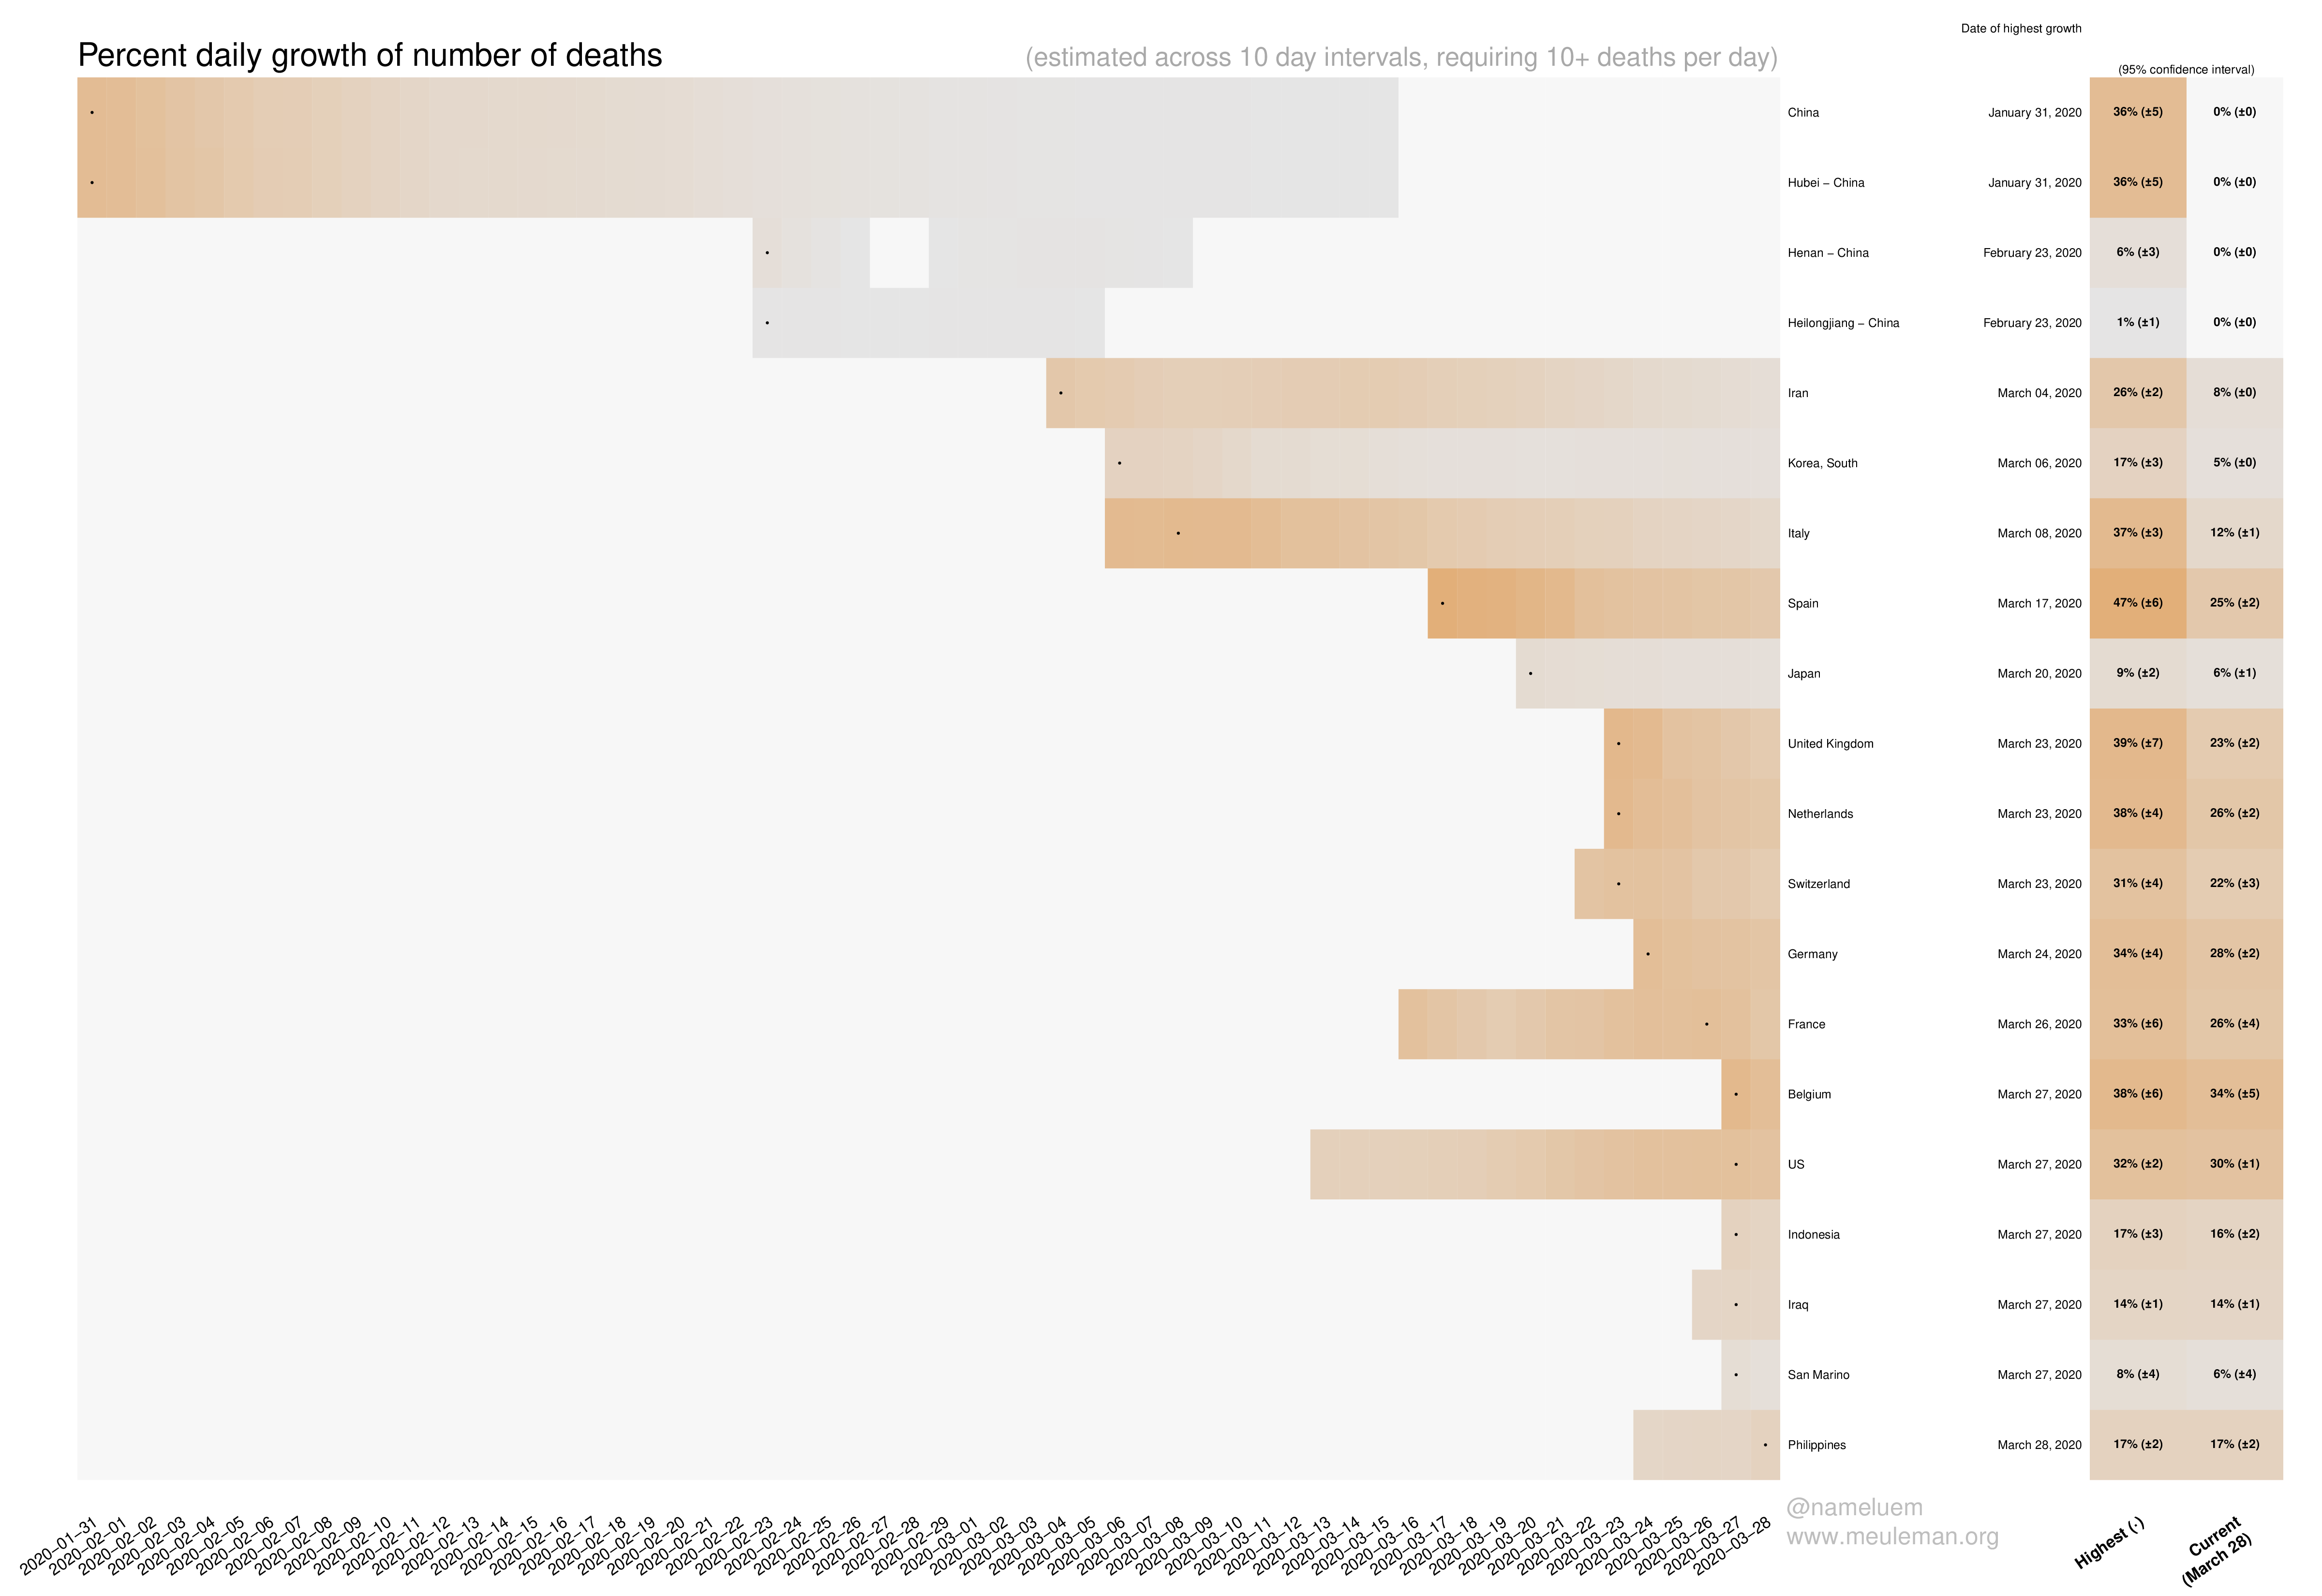 Date of highest growth
Percent daily growth of number of deaths (estimated across 10 day intervals, requiring 10+ deaths per day)
(95% confidence interval)
China January 31, 2020 36% (±5) 0% (±0)
Hubei − China January 31, 2020 36% (±5) 0% (±0)
Henan − China February 23, 2020 6% (±3) 0% (±0)
Heilongjiang − China February 23, 2020 1% (±1) 0% (±0)
Iran March 04, 2020 26% (±2) 8% (±0)
Korea, South March 06, 2020 17% (±3) 5% (±0)
Italy March 08, 2020 37% (±3) 12% (±1)
Spain March 17, 2020 47% (±6) 25% (±2)
Japan March 20, 2020 9% (±2) 6% (±1)
United Kingdom March 23, 2020 39% (±7) 23% (±2)
Netherlands March 23, 2020 38% (±4) 26% (±2)
Switzerland March 23, 2020 31% (±4) 22% (±3)
Germany March 24, 2020 34% (±4) 28% (±2)
France March 26, 2020 33% (±6) 26% (±4)
Belgium March 27, 2020 38% (±6) 34% (±5)
US March 27, 2020 32% (±2) 30% (±1)
Indonesia March 27, 2020 17% (±3) 16% (±2)
Iraq March 27, 2020 14% (±1) 14% (±1)
San Marino March 27, 2020 8% (±4) 6% (±4)
Philippines March 28, 2020 17% (±2) 17% (±2)
2020−01−31
2020−02−01
2020−02−02
2020−02−03
2020−02−04
2020−02−05
2020−02−06
2020−02−07
2020−02−08
2020−02−09
2020−02−10
2020−02−11
2020−02−12
2020−02−13
2020−02−14
2020−02−15
2020−02−16
2020−02−17
2020−02−18
2020−02−19
2020−02−20
2020−02−21
2020−02−22
2020−02−23
2020−02−24
2020−02−25
2020−02−26
2020−02−27
2020−02−28
2020−02−29
2020−03−01
2020−03−02
2020−03−03
2020−03−04
2020−03−05
2020−03−06
2020−03−07
2020−03−08
2020−03−09
2020−03−10
2020−03−11
2020−03−12
2020−03−13
2020−03−14
2020−03−15
2020−03−16
2020−03−17
2020−03−18
2020−03−19
2020−03−20
2020−03−21
2020−03−22
2020−03−23
2020−03−24
2020−03−25
2020−03−26
2020−03−27
2020−03−28
@nameluem
www.meuleman.org
Highest (·)
Current
(March 28)